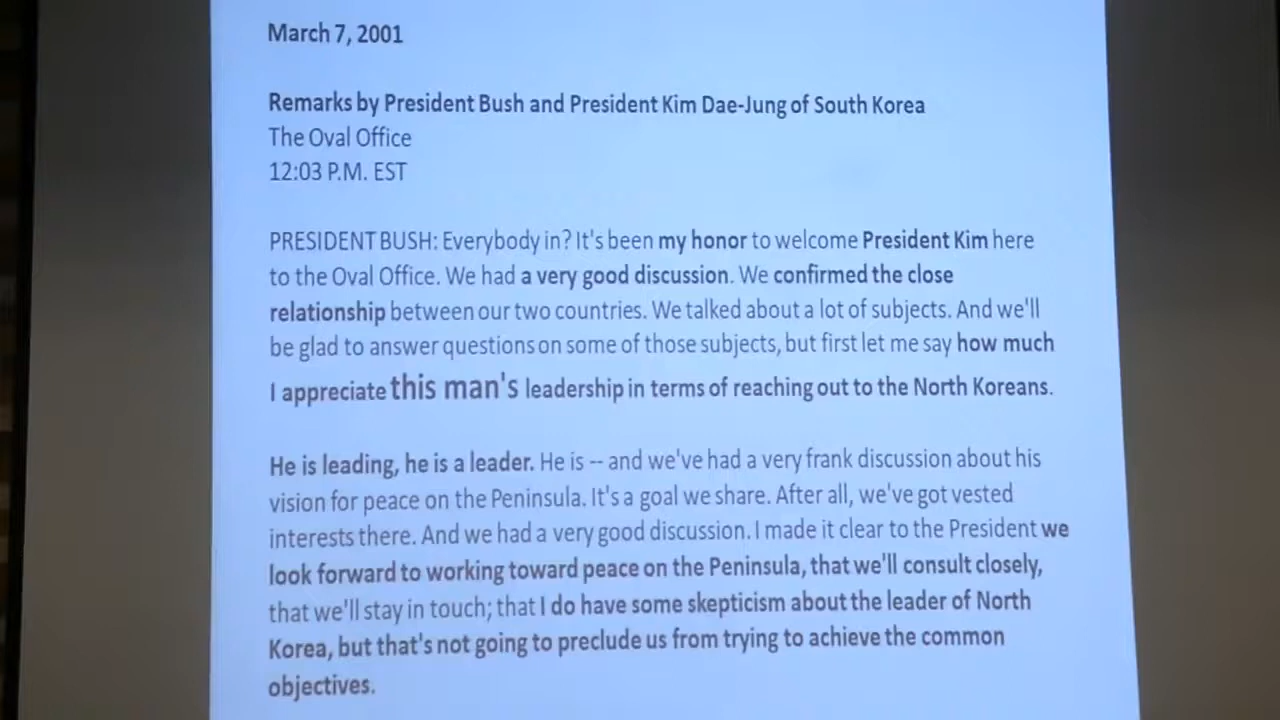 March 7, 2001
Remarks by President Bush and President Kim Dae-Jung of South Korea
The Oval Office
12:03 P.M. EST
PRESIDENT BUSH: Everybody in? It's been my honor to welcome President Kim here
to the Oval Office. We had a very good discussion. We confirmed the close
relationship between our two countries. We talked about a lot of subjects. And we'll
be glad to answer questions on some of those subjects, but first let me say how much
I appreciate this man's leadership in terms of reaching out to the North Koreans.
He is leading, he is a leader. He is -- and we've had a very frank discussion about his
vision for peace on the Peninsula. It's a goal we share. After all, we've got vested
interests there. And we had a very good discussion. I made it clear to the President we
look forward to working toward peace on the Peninsula, that we'll consult closely,
that we'll stay in touch; that I do have some skepticism about the leader of North
Korea, but that's not going to preclude us from trying to achieve the common
objectives.